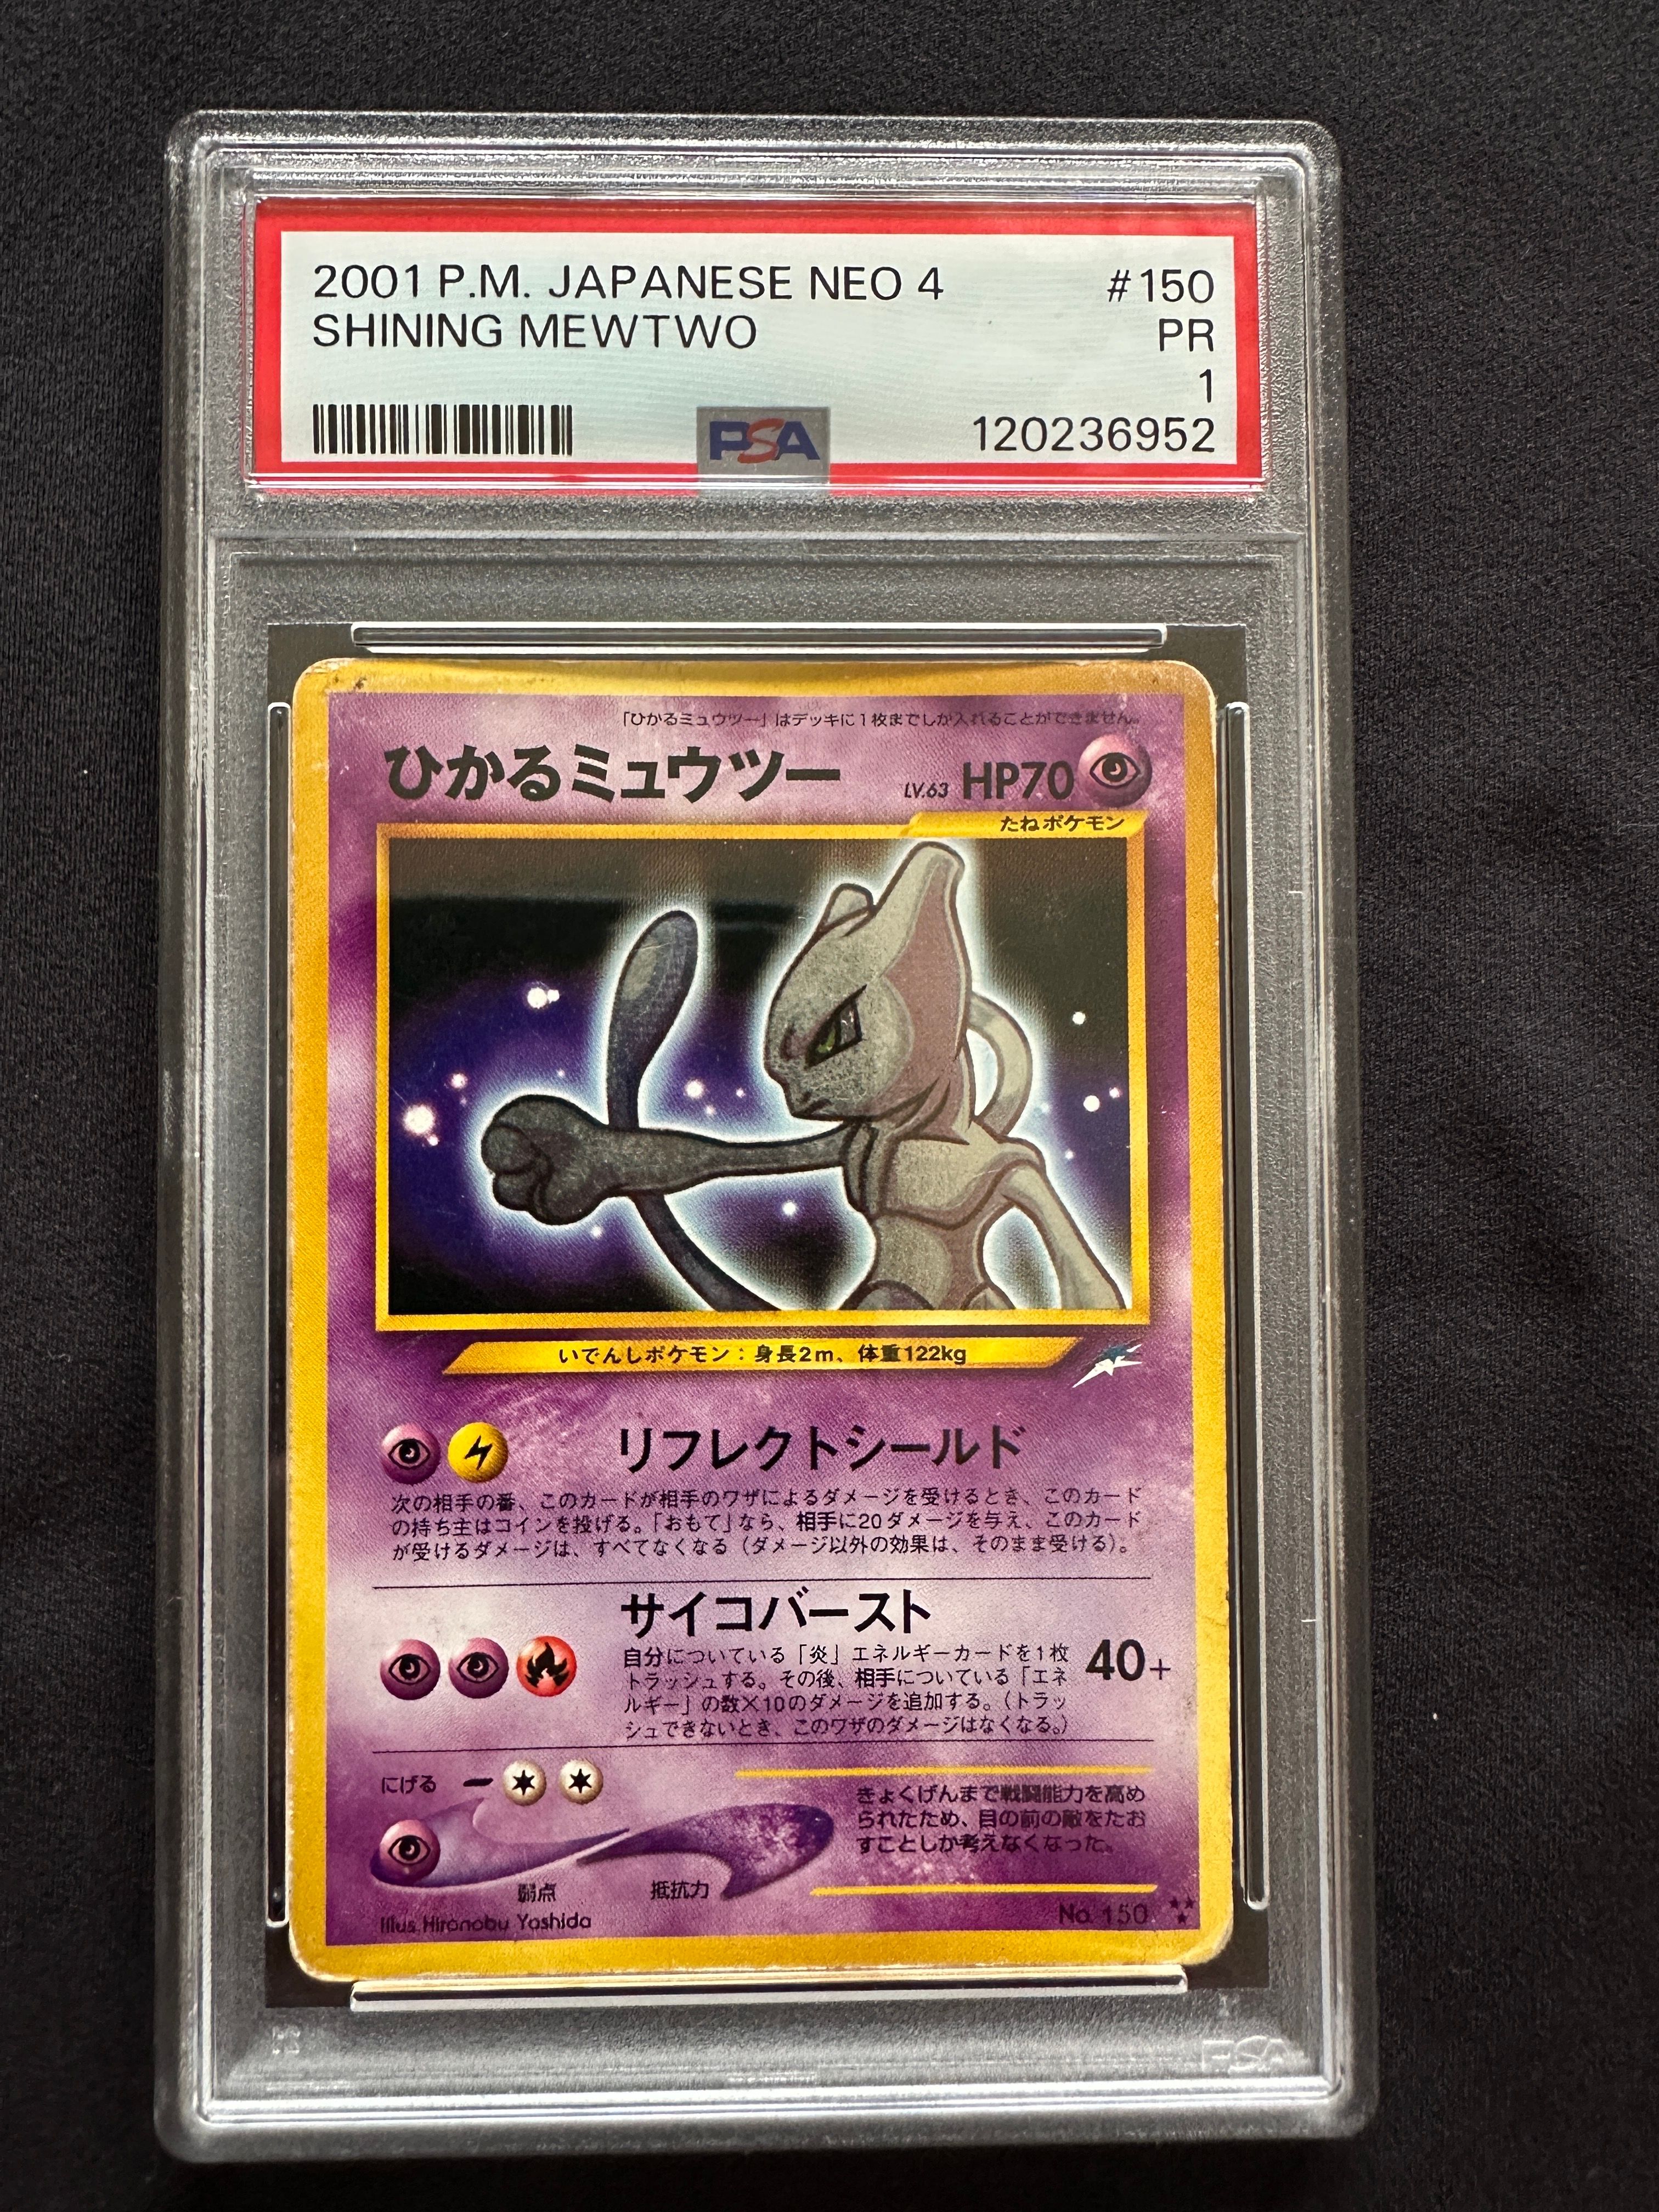 2001 P.M. JAPANESE NEO 4 #150
SHINING MEWTWO PR
1
PSA 120236952
「ひかるミュウツー」はデッキに1枚までしか入れることができません。
ひかるミュウツー LV.63 HP70
たねポケモン
いでんしポケモン：身長2m、体重122kg
リフレクトシールド
次の相手の番、このカードが相手のワザによるダメージを受けるとき、このカード
の持ち主はコインを投げる。「おもて」なら、相手に20ダメージを与え、このカード
が受けるダメージは、すべてなくなる（ダメージ以外の効果は、そのまま受ける）。
サイコバースト
自分についている「炎」エネルギーカードを1枚
トラッシュする。その後、相手についている「エネ
ルギー」の数×10のダメージを追加する。（トラッ
シュできないとき、このワザのダメージはなくなる。）
40+
にげる
きょくげんまで戦闘能力を高め
られたため、目の前の敵をたお
すことしか考えなくなった。
弱点 抵抗力
Illus. Hironobu Yoshida No. 150
PSA